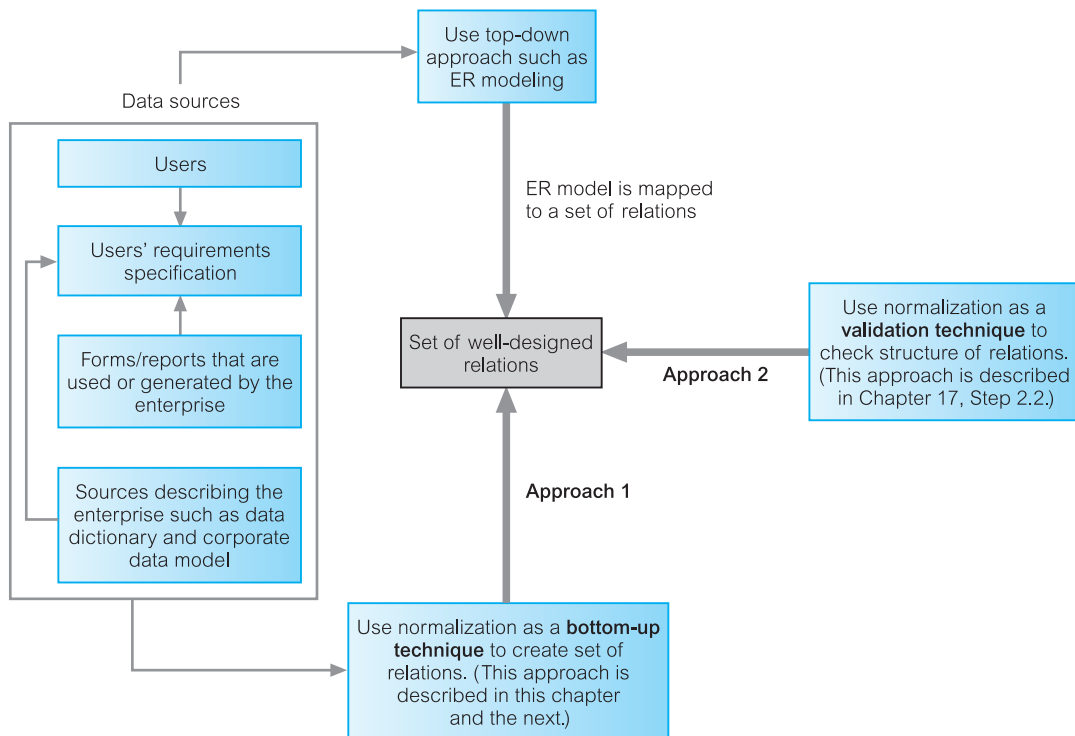 Use top-down
approach such as
ER modeling
Data sources
Users
Users’ requirements
specification
Forms/reports that are
used or generated by the
enterprise
Sources describing the
enterprise such as data
dictionary and corporate
data model
ER model is mapped
to a set of relations
Set of well-designed
relations
Approach 2
Use normalization as a
validation technique to
check structure of relations.
(This approach is described
in Chapter 17, Step 2.2.)
Approach 1
Use normalization as a bottom-up
technique to create set of
relations. (This approach is
described in this chapter
and the next.)